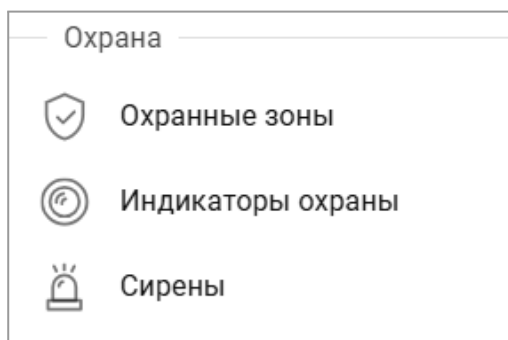 Охрана
Охранные зоны
Индикаторы охраны
Сирены